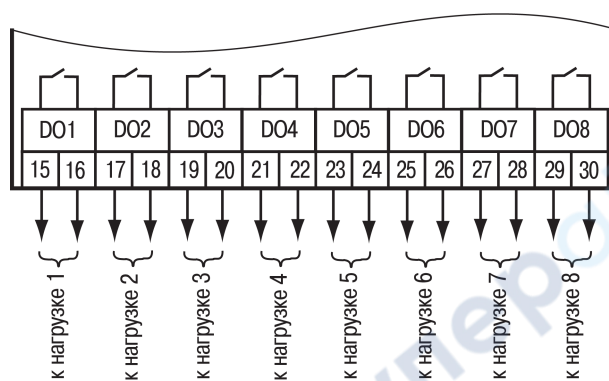 DO1 DO2 DO3 DO4 DO5 DO6 DO7 DO8
15 16 17 18 19 20 21 22 23 24 25 26 27 28 29 30
к нагрузке 1
к нагрузке 2
к нагрузке 3
к нагрузке 4
к нагрузке 5
к нагрузке 6
к нагрузке 7
к нагрузке 8